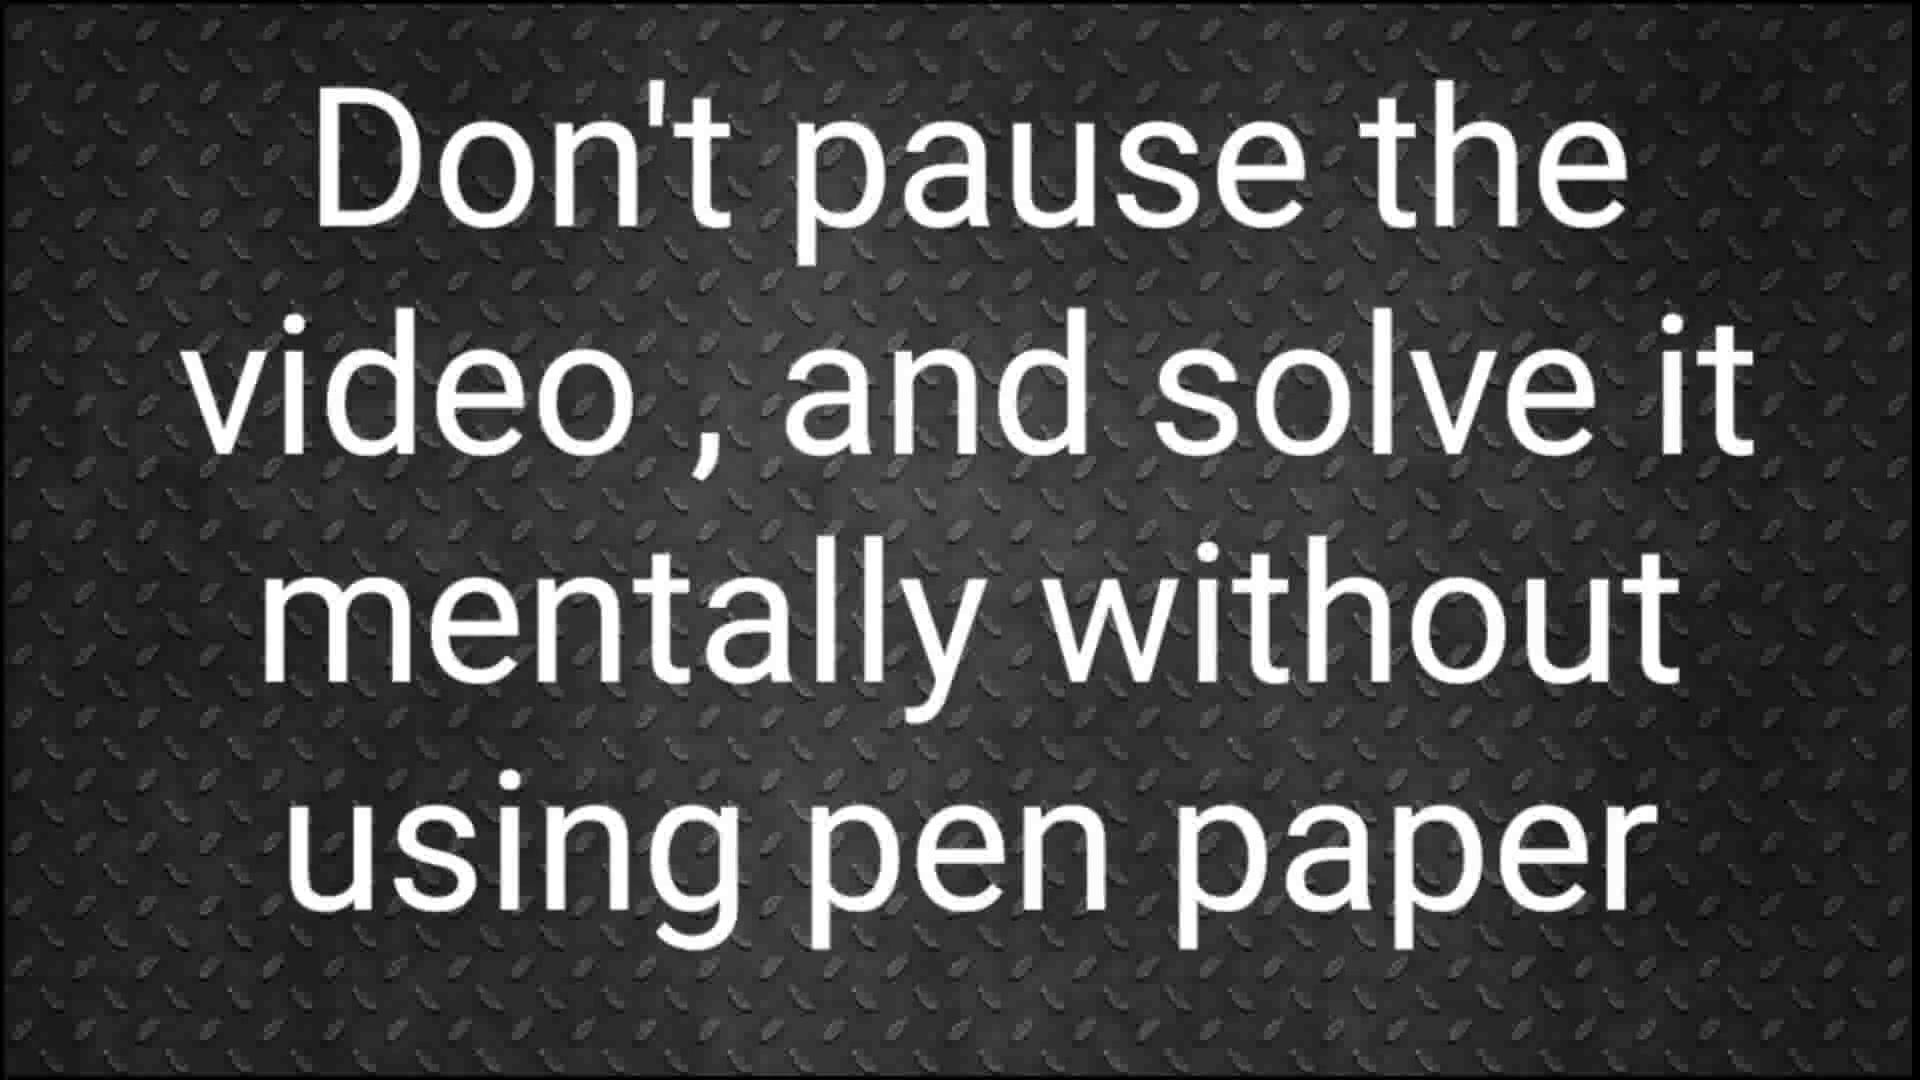 Don't pause the
video , and solve it
mentally without
using pen paper